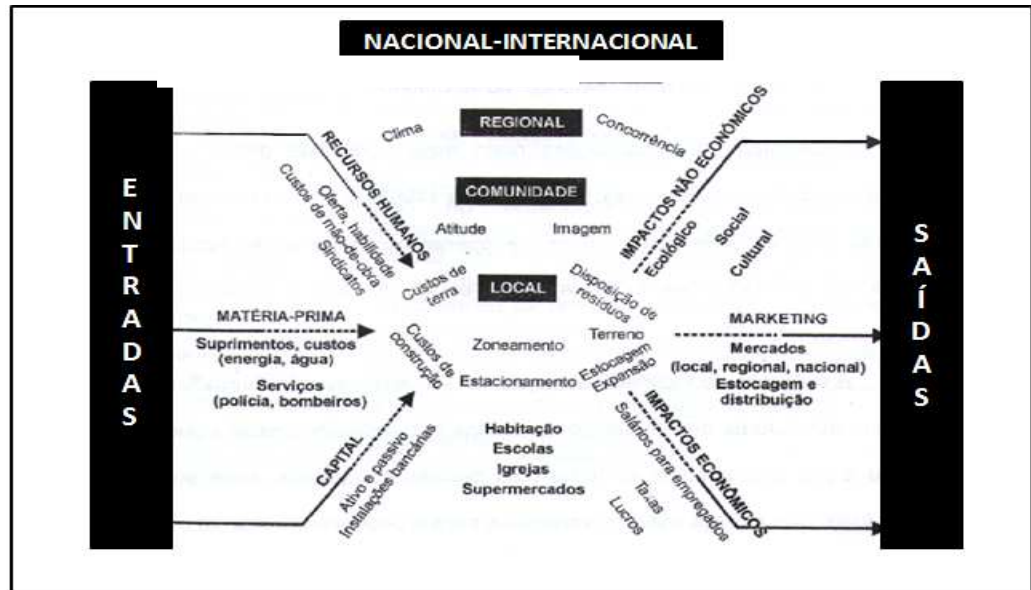 NACIONAL-INTERNACIONAL
ENTRADAS
RECURSOS HUMANOS
Oferta, habilidade
Custos de mão-de-obra
Sindicatos
MATÉRIA-PRIMA
Suprimentos, custos
(energia, água)
Serviços
(polícia, bombeiros)
CAPITAL
Ativo e passivo
Instalações bancárias
REGIONAL
Clima
Concorrência
COMUNIDADE
Atitude
Imagem
LOCAL
Custos de
terra
Disposição de
resíduos
Custos de
construção
Zoneamento
Terreno
Estacionamento
Estocagem
Expansão
Habitação
Escolas
Igrejas
Supermercados
IMPACTOS NÃO ECONÔMICOS
Ecológico
Social
Cultural
MARKETING
Mercados
(local, regional, nacional)
Estocagem e
distribuição
IMPACTOS ECONÔMICOS
Salários para empregados
Taxas
Lucros
SAÍDAS